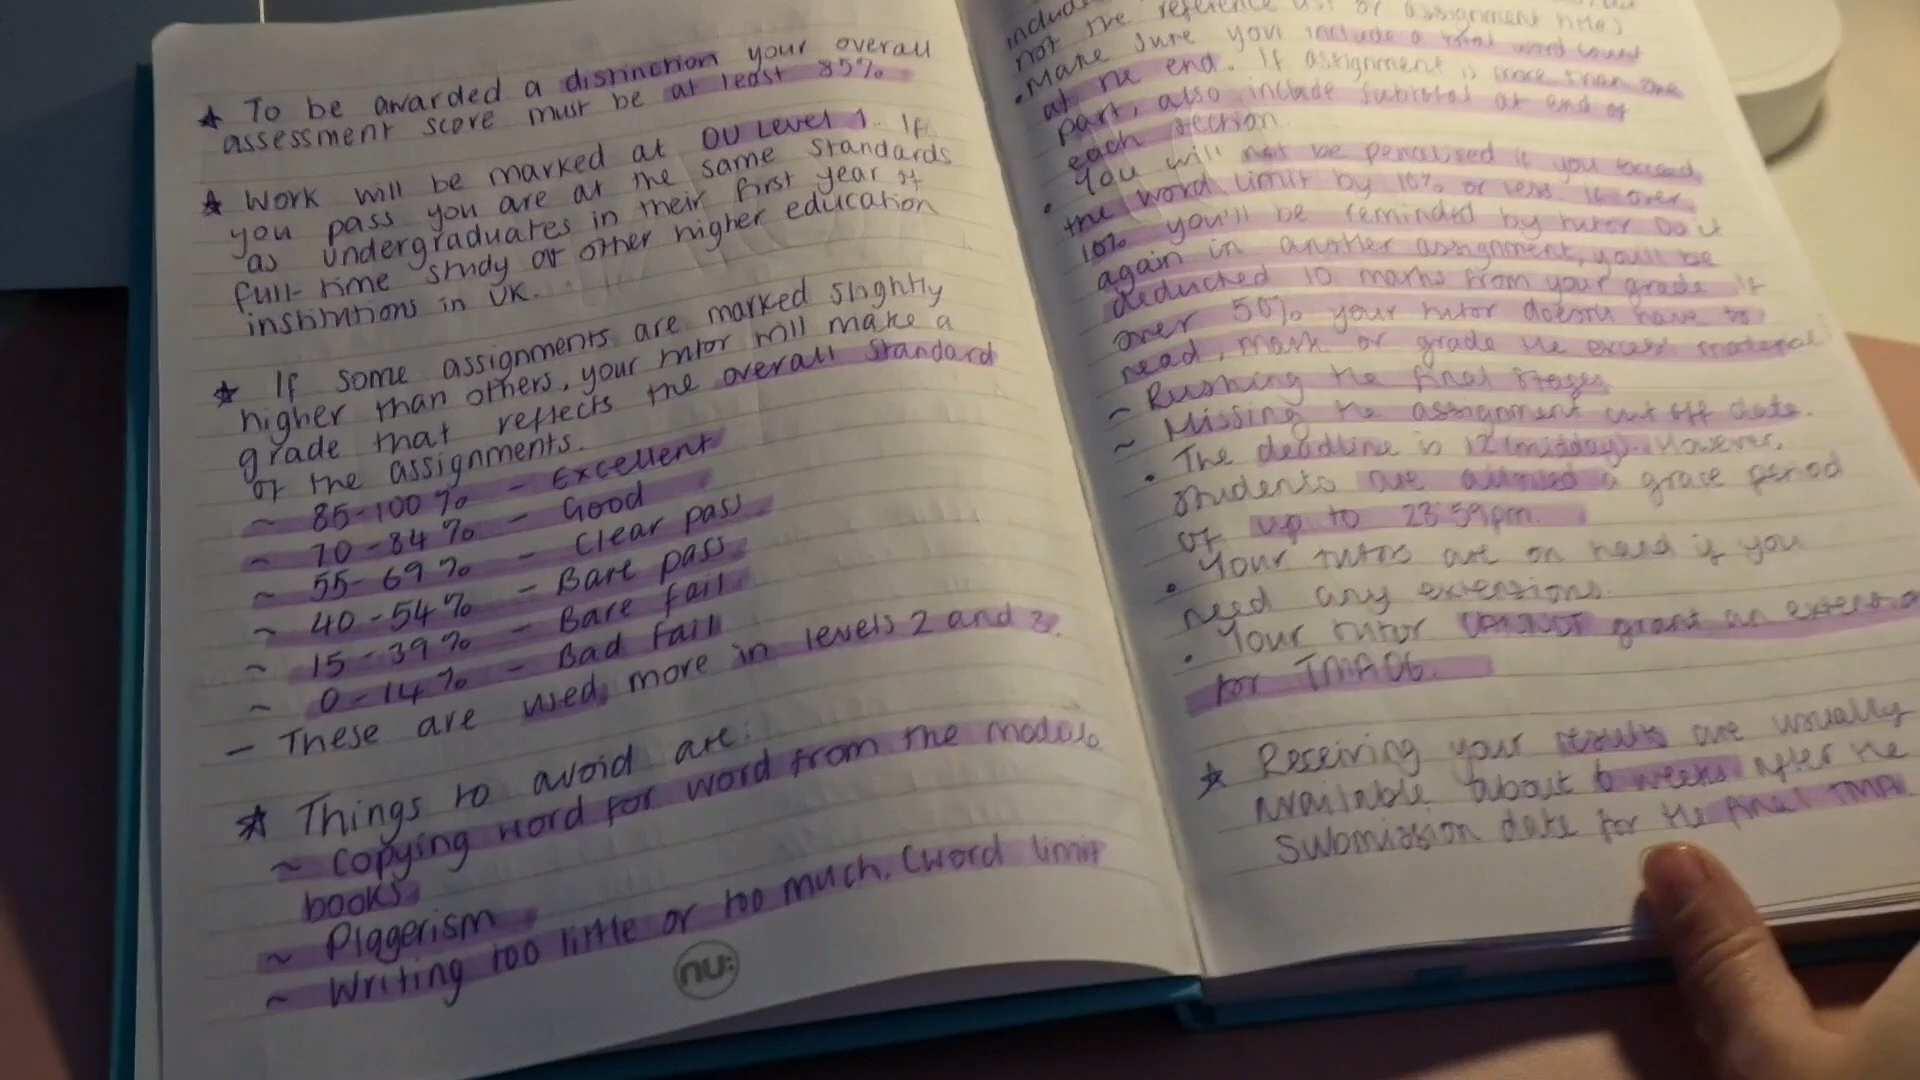 ★ To be awarded a distinction your overall
assessment score must be at least 85%
★ Work will be marked at OU Level 1. If
you pass you are at the same standards
as undergraduates in their first year of
full-time study at other higher education
institutions in UK.
★ If some assignments are marked slightly
higher than others, your tutor will make a
grade that reflects the overall standard
of the assignments.
~ 85-100% - Excellent
~ 70-84% - Good
~ 55-69% - Clear pass
~ 40-54% - Bare pass
~ 15-39% - Bare fail
~ 0-14% - Bad fail
- These are used more in levels 2 and 3.
★ Things to avoid are:
~ Copying word for word from the module
books
~ Plagerism
~ Writing too little or too much. (word limit
nu:
not the reference list or assignment title)
• Make sure you include a total word count
at the end. If assignment is more than one
part, also include subtotal at end of
each section.
• You will not be penalised if you exceed
the word limit by 10% or less. If over
10% you'll be reminded by tutor Do it
again in another assignment, you'll be
deducted 10 marks from your grade If
over 50% your tutor doesn't have to
read, mark or grade the excess material
~ Rushing the final stages
~ Missing the assignment cut off date.
• The deadline is 12 (midday). However,
students are allowed a grace period
of up to 23:59pm.
• Your tutors are on hand if you
need any extensions.
• Your tutor CANNOT grant an
for TMA06.
★ Receiving your results are usually
available about 6 weeks after the
submission date for the final TMA